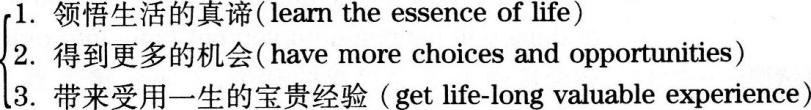 1. 领悟生活的真谛(learn the essence of life)
2. 得到更多的机会(have more choices and opportunities)
3. 带来受用一生的宝贵经验 (get life-long valuable experience)